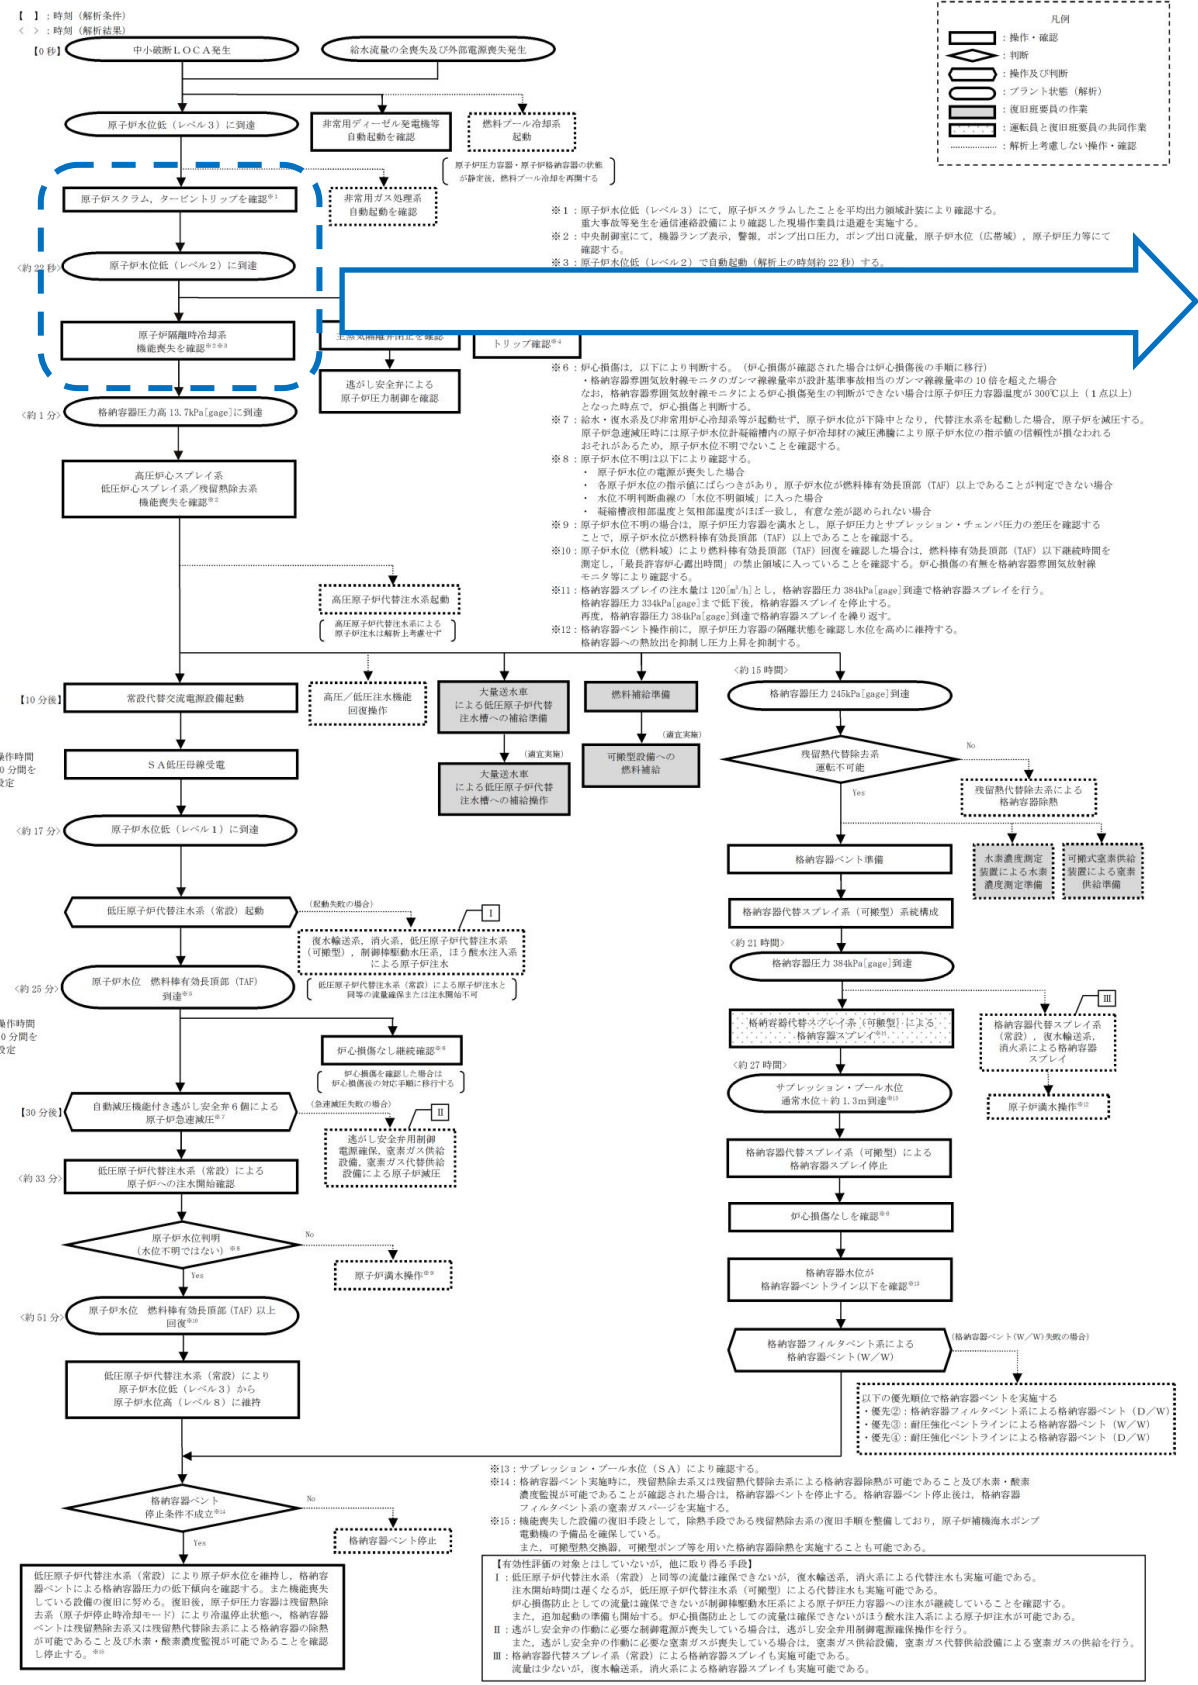 【　】：時刻（解析条件）
＜　＞：時刻（解析結果）
凡例
：操作・確認
：判断
：操作及び判断
：プラント状態（解析）
：復旧班要員の作業
：運転員と復旧班要員の共同作業
：解析上考慮しない操作・確認
【0秒】
中小破断ＬＯＣＡ発生
給水流量の全喪失及び外部電源喪失発生
原子炉水位低（レベル３）に到達
非常用ディーゼル発電機等
自動起動を確認
燃料プール冷却系
起動
原子炉圧力容器・原子炉格納容器の状態
が静定後，燃料プール冷却を再開する
原子炉スクラム，タービントリップを確認※1
非常用ガス処理系
自動起動を確認
＜約22秒＞
原子炉水位低（レベル２）に到達
原子炉隔離時冷却系
機能喪失を確認※2※3
主蒸気隔離弁閉止を確認
トリップ確認※4
逃がし安全弁による
原子炉圧力制御を確認
＜約1分＞
格納容器圧力高 13.7kPa[gage]に到達
高圧炉心スプレイ系
低圧炉心スプレイ系／残留熱除去系
機能喪失を確認※2
高圧原子炉代替注水系起動
高圧原子炉代替注水系による
原子炉注水は解析上考慮せず
※1：原子炉水位低（レベル３）にて，原子炉スクラムしたことを平均出力領域計装により確認する。
重大事故等発生を通信連絡設備により確認した現場作業員は退避を実施する。
※2：中央制御室にて，機器ランプ表示，警報，ポンプ出口圧力，ポンプ出口流量，原子炉水位（広帯域），原子炉圧力等にて
確認する。
※3：原子炉水位低（レベル２）で自動起動（解析上の時刻約22秒）する。
※6：炉心損傷は，以下により判断する。（炉心損傷が確認された場合は炉心損傷後の手順に移行）
・格納容器雰囲気放射線モニタのガンマ線線量率が設計基準事故相当のガンマ線線量率の10倍を超えた場合
なお，格納容器雰囲気放射線モニタによる炉心損傷発生の判断ができない場合は原子炉圧力容器温度が300℃以上（１点以上）
となった時点で，炉心損傷と判断する。
※7：給水・復水系及び非常用炉心冷却系等が起動せず，原子炉水位が下降中となり，代替注水系を起動した場合，原子炉を減圧する。
原子炉急速減圧時には原子炉水位計凝縮槽内の原子炉冷却材の減圧沸騰により原子炉水位の指示値の信頼性が損なわれる
おそれがあるため，原子炉水位不明でないことを確認する。
※8：原子炉水位不明は以下により確認する。
・ 原子炉水位の電源が喪失した場合
・ 各原子炉水位の指示値にばらつきがあり，原子炉水位が燃料棒有効長頂部（TAF）以上であることが判定できない場合
・ 水位不明判断曲線の「水位不明領域」に入った場合
・ 凝縮槽液相部温度と気相部温度がほぼ一致し，有意な差が認められない場合
※9：原子炉水位不明の場合は，原子炉圧力容器を満水とし，原子炉圧力とサプレッション・チェンバ圧力の差圧を確認する
ことで，原子炉水位が燃料棒有効長頂部（TAF）以上であることを確認する。
※10：原子炉水位（燃料域）により燃料棒有効長頂部（TAF）回復を確認した場合は，燃料棒有効長頂部（TAF）以下継続時間を
測定し，「最長許容炉心露出時間」の禁止領域に入っていることを確認する。炉心損傷の有無を格納容器雰囲気放射線
モニタ等により確認する。
※11：格納容器スプレイの注水量は120[m³/h]とし，格納容器圧力384kPa[gage]到達で格納容器スプレイを行う。
格納容器圧力334kPa[gage]まで低下後，格納容器スプレイを停止する。
再度，格納容器圧力384kPa[gage]到達で格納容器スプレイを繰り返す。
※12：格納容器ベント操作前に，原子炉圧力容器の隔離状態を確認し水位を高めに維持する。
格納容器への熱放出を抑制し圧力上昇を抑制する。
【10分後】
常設代替交流電源設備起動
高圧／低圧注水機能
回復操作
大量送水車
による低圧原子炉代替
注水槽への補給準備
燃料補給準備
＜約15時間＞
格納容器圧力 245kPa[gage]到達
操作時間
0分間を
設定
ＳＡ低圧母線受電
（適宜実施）
大量送水車
による低圧原子炉代替
注水槽への補給操作
（適宜実施）
可搬型設備への
燃料補給
残留熱代替除去系
運転不可能
No
残留熱代替除去系による
格納容器除熱
Yes
＜約17分＞
原子炉水位低（レベル１）に到達
格納容器ベント準備
水素濃度測定
装置による水素
濃度測定準備
可搬式窒素供給
装置による窒素
供給準備
低圧原子炉代替注水系（常設）起動
（起動失敗の場合）
Ⅰ
復水輸送系，消火系，低圧原子炉代替注水系
（可搬型），制御棒駆動水圧系，ほう酸水注入系
による原子炉注水
低圧原子炉代替注水系（常設）による原子炉注水と
同等の流量確保または注水開始不可
格納容器代替スプレイ系（可搬型）系統構成
＜約21時間＞
格納容器圧力 384kPa[gage]到達
＜約25分＞
原子炉水位　燃料棒有効長頂部（TAF）
到達※5
操作時間
0分間を
設定
炉心損傷なし継続確認※6
炉心損傷を確認した場合は
炉心損傷後の対応手順に移行する
格納容器代替スプレイ系（可搬型）による
格納容器スプレイ※11
Ⅲ
格納容器代替スプレイ系
（常設），復水輸送系，
消火系による格納容器
スプレイ
原子炉満水操作※12
＜約27時間＞
サプレッション・プール水位
通常水位＋約1.3m到達※13
【30分後】
自動減圧機能付き逃がし安全弁６個による
原子炉急速減圧※7
（急速減圧失敗の場合）
Ⅱ
逃がし安全弁用制御
電源確保，窒素ガス供給
設備，窒素ガス代替供給
設備による原子炉減圧
格納容器代替スプレイ系（可搬型）による
格納容器スプレイ停止
＜約33分＞
低圧原子炉代替注水系（常設）による
原子炉への注水開始確認
炉心損傷なしを確認※6
原子炉水位判明
（水位不明ではない）※8
No
原子炉満水操作※9
Yes
格納容器水位が
格納容器ベントライン以下を確認※13
＜約51分＞
原子炉水位　燃料棒有効長頂部（TAF）以上
回復※10
格納容器フィルタベント系による
格納容器ベント(Ｗ／Ｗ)
（格納容器ベント(Ｗ／Ｗ)失敗の場合）
低圧原子炉代替注水系（常設）により
原子炉水位低（レベル３）から
原子炉水位高（レベル８）に維持
以下の優先順位で格納容器ベントを実施する
・優先②：格納容器フィルタベント系による格納容器ベント（Ｄ／Ｗ）
・優先③：耐圧強化ベントラインによる格納容器ベント（Ｗ／Ｗ）
・優先④：耐圧強化ベントラインによる格納容器ベント（Ｄ／Ｗ）
※13：サプレッション・プール水位（ＳＡ）により確認する。
※14：格納容器ベント実施時に，残留熱除去系又は残留熱代替除去系による格納容器除熱が可能であること及び水素・酸素
濃度監視が可能であることが確認された場合は，格納容器ベントを停止する。格納容器ベント停止後は，格納容器
フィルタベント系の窒素ガスパージを実施する。
※15：機能喪失した設備の復旧手段として，除熱手段である残留熱除去系の復旧手順を整備しており，原子炉補機海水ポンプ
電動機の予備品を確保している。
また，可搬型熱交換器，可搬型ポンプ等を用いた格納容器除熱を実施することも可能である。
格納容器ベント
停止条件不成立※14
No
格納容器ベント停止
Yes
低圧原子炉代替注水系（常設）により原子炉水位を維持し，格納容
器ベントによる格納容器圧力の低下傾向を確認する。また機能喪失
している設備の復旧に努める。復旧後，原子炉圧力容器は残留熱除
去系（原子炉停止時冷却モード）により冷温停止状態へ，格納容器
ベントは残留熱除去系又は残留熱代替除去系による格納容器の除熱
が可能であること及び水素・酸素濃度監視が可能であることを確認
し停止する。※15
【有効性評価の対象とはしていないが，他に取り得る手段】
Ⅰ：低圧原子炉代替注水系（常設）と同等の流量は確保できないが，復水輸送系，消火系による代替注水も実施可能である。
注水開始時間は遅くなるが，低圧原子炉代替注水系（可搬型）による代替注水も実施可能である。
炉心損傷防止としての流量は確保できないが制御棒駆動水圧系による原子炉圧力容器への注水が継続していることを確認する。
また，追加起動の準備も開始する。炉心損傷防止としての流量は確保できないがほう酸水注入系による原子炉注水が可能である。
Ⅱ：逃がし安全弁の作動に必要な制御電源が喪失している場合は，逃がし安全弁用制御電源確保操作を行う。
また，逃がし安全弁の作動に必要な窒素ガスが喪失している場合は，窒素ガス供給設備，窒素ガス代替供給設備による窒素ガスの供給を行う。
Ⅲ：格納容器代替スプレイ系（常設）による格納容器スプレイも実施可能である。
流量は少ないが，復水輸送系，消火系による格納容器スプレイも実施可能である。